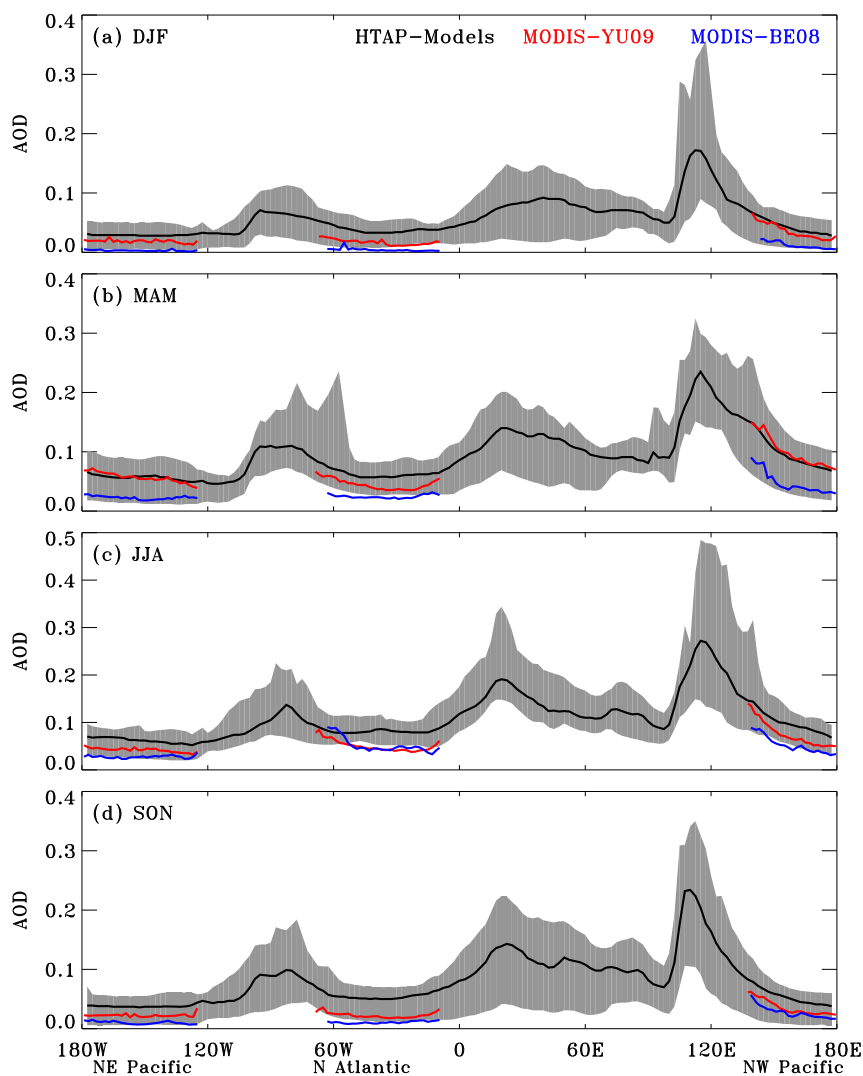 (a) DJF HTAP-Models MODIS-YU09 MODIS-BE08
0.4
0.3
0.2
0.1
0.0
AOD
(b) MAM
0.4
0.3
0.2
0.1
0.0
AOD
(c) JJA
0.5
0.4
0.3
0.2
0.1
0.0
AOD
(d) SON
0.4
0.3
0.2
0.1
0.0
AOD
180W 120W 60W 0 60E 120E 180E
NE Pacific N Atlantic NW Pacific